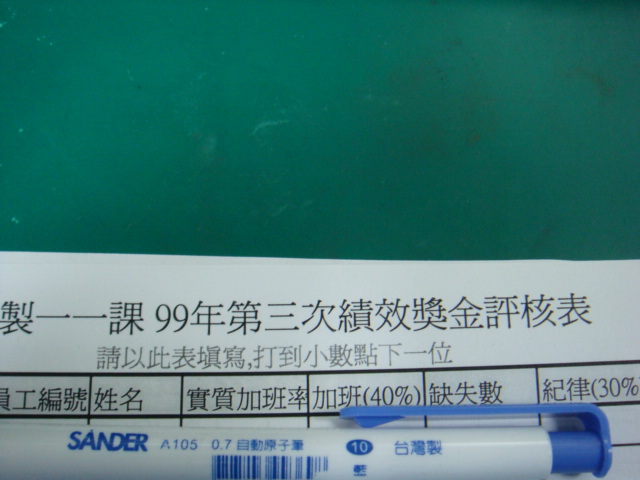 製一一課 99年第三次績效獎金評核表
請以此表填寫,打到小數點下一位
員工編號 姓名 實質加班率 加班(40%) 缺失數 紀律(30%
SANDER A105 0.7 自動原子筆 10 台灣製
藍